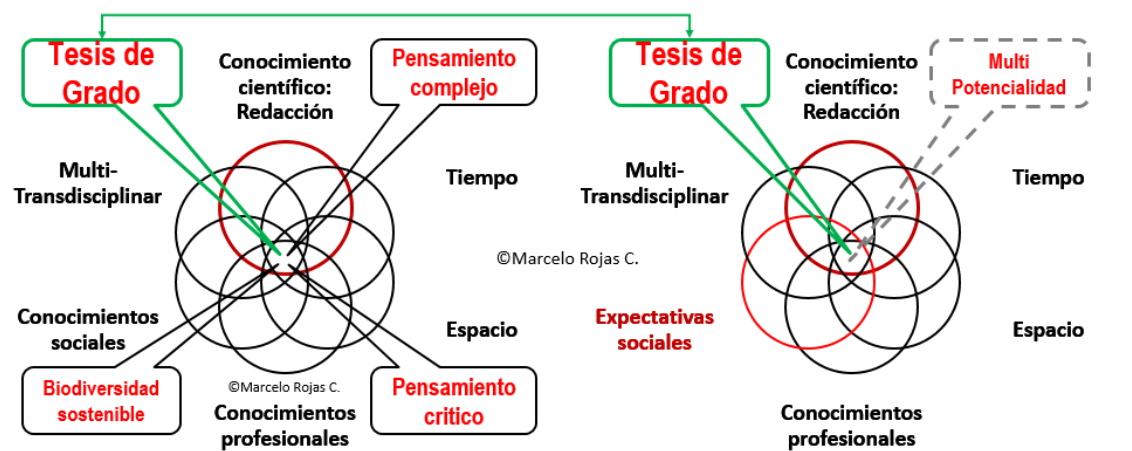 Tesis de
Grado
Conocimiento
científico:
Redacción
Pensamiento
complejo
Multi-
Transdisciplinar
Tiempo
Conocimientos
sociales
Espacio
Biodiversidad
sostenible
©Marcelo Rojas C.
Conocimientos
profesionales
Pensamiento
critico
©Marcelo Rojas C.
Tesis de
Grado
Conocimiento
científico:
Redacción
Multi
Potencialidad
Multi-
Transdisciplinar
Tiempo
Expectativas
sociales
Espacio
Conocimientos
profesionales